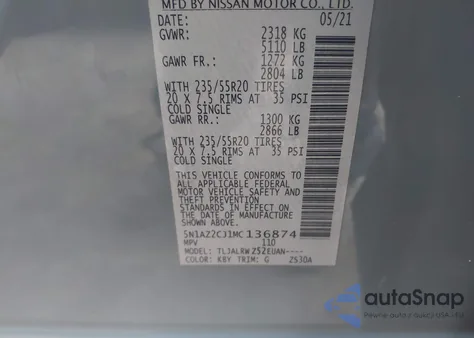 MFD BY NISSAN MOTOR CO., LTD.
DATE: 05/21
GVWR: 2318 KG
5110 LB
GAWR FR.: 1272 KG
2804 LB
WITH 235/55R20 TIRES
20 X 7.5 RIMS AT 35 PSI
COLD SINGLE
GAWR RR.: 1300 KG
2866 LB
WITH 235/55R20 TIRES
20 X 7.5 RIMS AT 35 PSI
COLD SINGLE
THIS VEHICLE CONFORMS TO
ALL APPLICABLE FEDERAL
MOTOR VEHICLE SAFETY AND
THEFT PREVENTION
STANDARDS IN EFFECT ON
THE DATE OF MANUFACTURE
SHOWN ABOVE.
5N1AZ2CJ1MC136874
MPV 110
MODEL: TLJALRWZ52EUAN----
COLOR: KBY TRIM: G Z530A
autoSnap